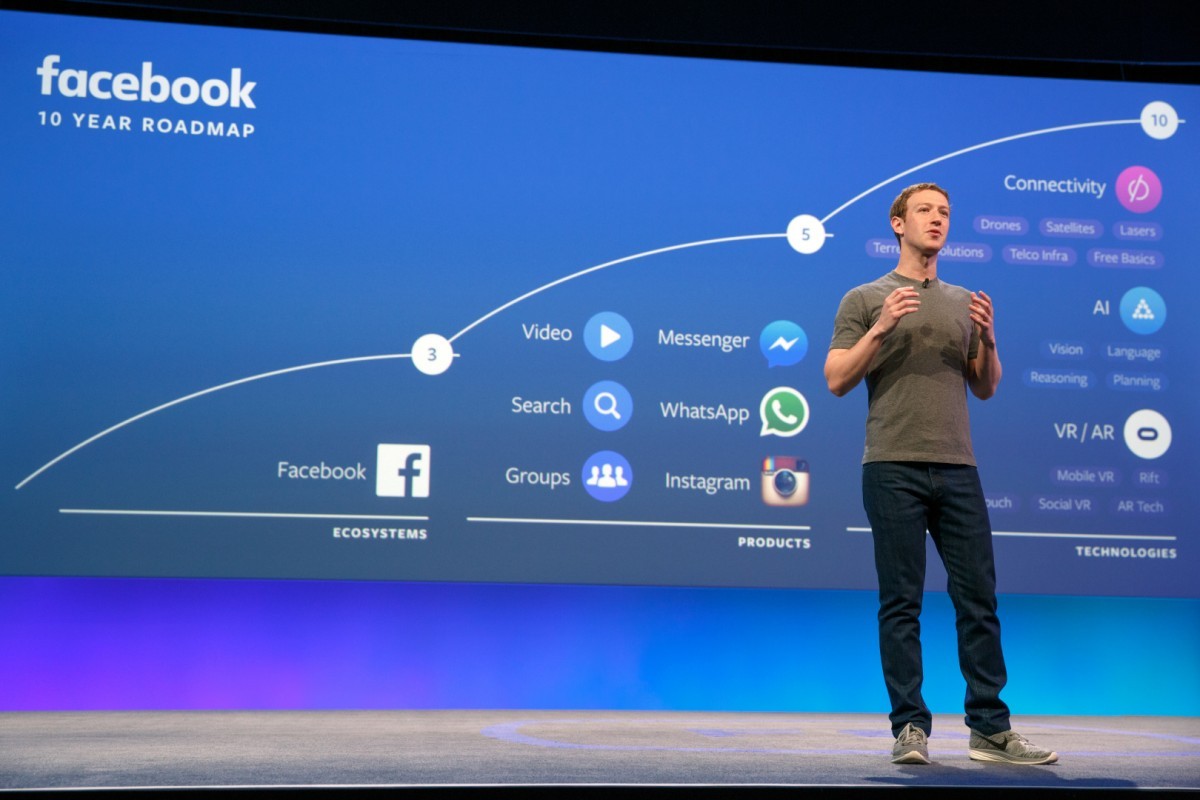 facebook
10 YEAR ROADMAP
3
5
10
Facebook
ECOSYSTEMS
Video
Search
Groups
Messenger
WhatsApp
Instagram
PRODUCTS
Connectivity
Drones Satellites Lasers
Telco Infra Free Basics
AI
Vision Language
Reasoning Planning
VR / AR
Mobile VR Rift
Social VR AR Tech
TECHNOLOGIES